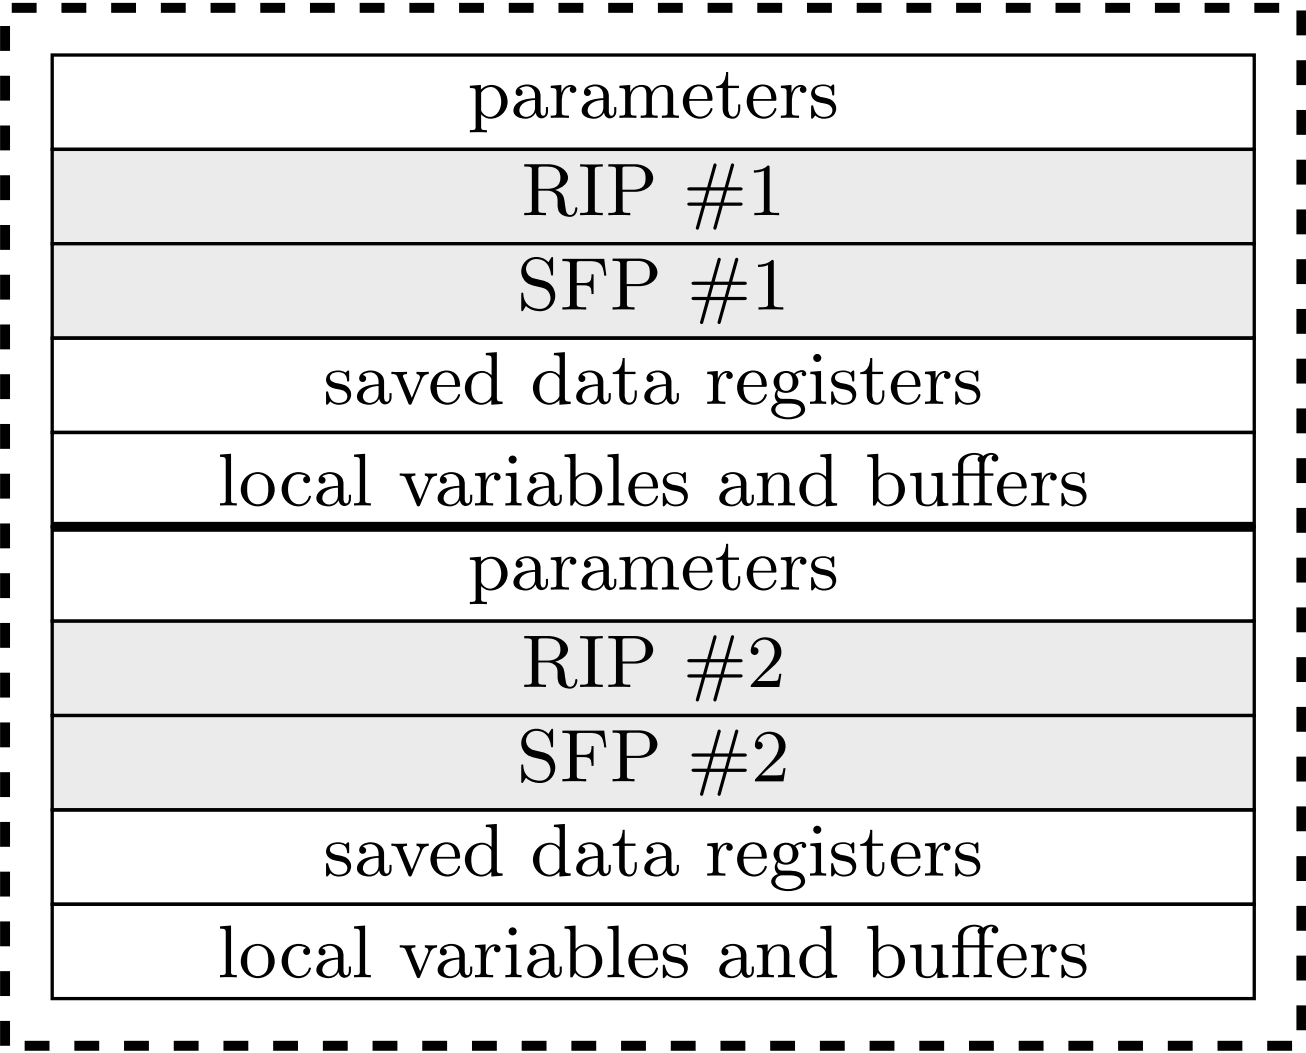 parameters
RIP #1
SFP #1
saved data registers
local variables and buffers
parameters
RIP #2
SFP #2
saved data registers
local variables and buffers